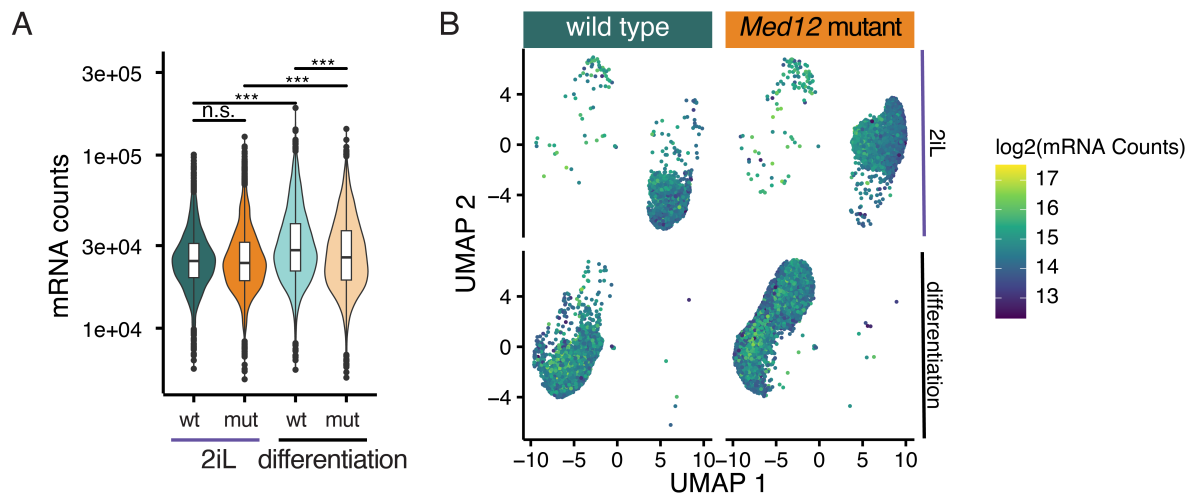 A
mRNA counts
3e+05
1e+05
3e+04
1e+04
n.s.
***
***
***
wt
mut
wt
mut
2iL
differentiation
B
wild type
Med12 mutant
UMAP 2
4
0
−4
4
0
−4
2iL
differentiation
−10
−5
0
5
10
−10
−5
0
5
10
UMAP 1
log2(mRNA Counts)
17
16
15
14
13